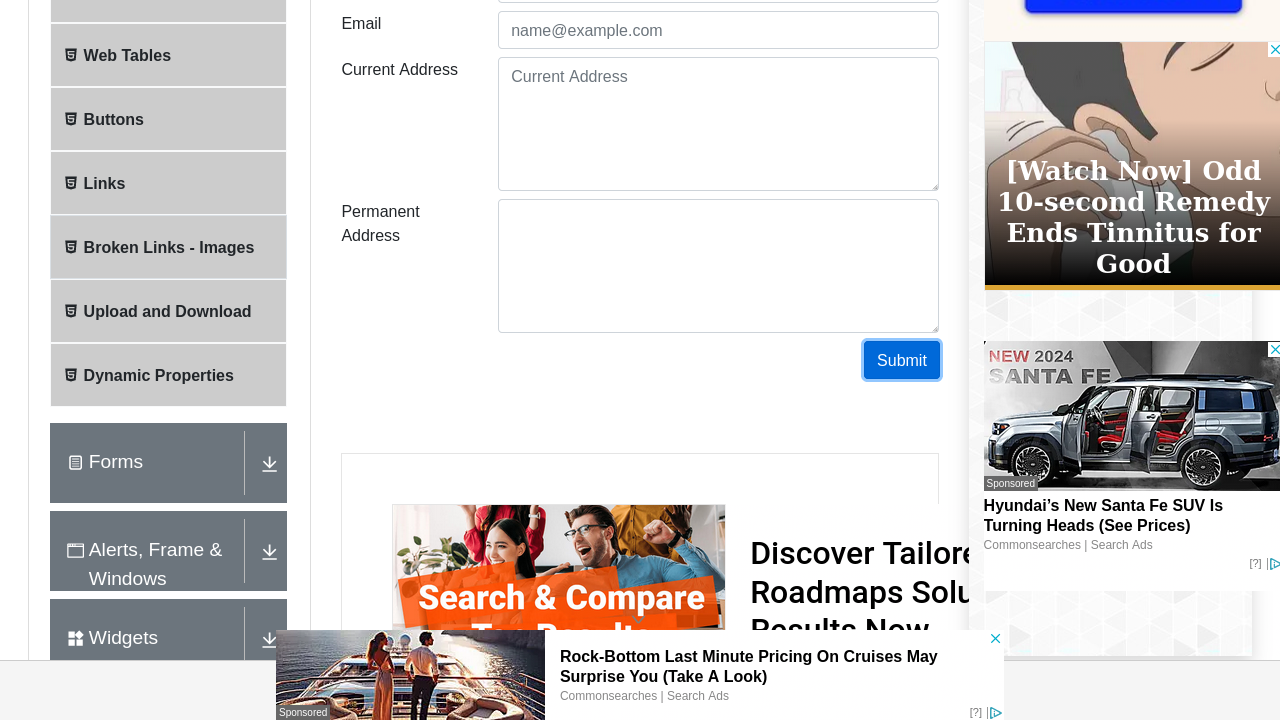 Web Tables
Buttons
Links
Broken Links - Images
Upload and Download
Dynamic Properties
Forms
Alerts, Frame &
Windows
Widgets
Email
name@example.com
Current Address
Current Address
Permanent
Address
Submit
Search & Compare
Discover Tailore
Roadmaps Solu
Results Now
[Watch Now] Odd
10-second Remedy
Ends Tinnitus for
Good
NEW 2024
SANTA FE
Sponsored
Hyundai’s New Santa Fe SUV Is
Turning Heads (See Prices)
Commonsearches | Search Ads
[?]
Sponsored
Rock-Bottom Last Minute Pricing On Cruises May
Surprise You (Take A Look)
Commonsearches | Search Ads
[?]